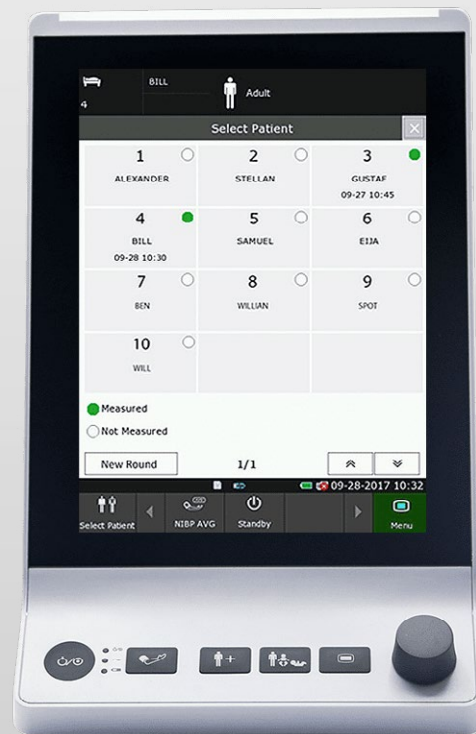 BILL
4
Adult
Select Patient
1
ALEXANDER
2
STELLAN
3
GUSTAF
09-27 10:45
4
BILL
09-28 10:30
5
SAMUEL
6
EIJA
7
BEN
8
WILLIAN
9
SPOT
10
WILL
Measured
Not Measured
New Round
1/1
09-28-2017 10:32
Select Patient
NIBP AVG
Standby
Menu